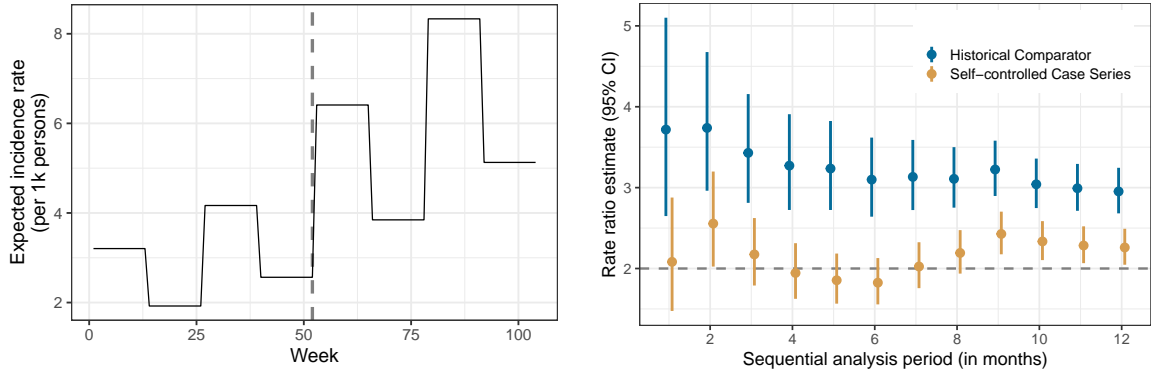 Expected incidence rate
(per 1k persons)
8
6
4
2
0
25
50
75
100
Week
Rate ratio estimate (95% CI)
5
4
3
2
Historical Comparator
Self−controlled Case Series
2
4
6
8
10
12
Sequential analysis period (in months)